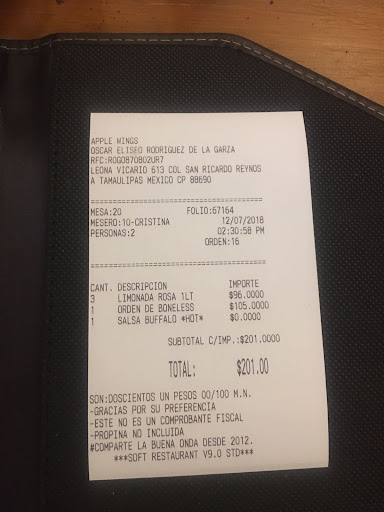 APPLE WINGS
OSCAR ELISEO RODRIGUEZ DE LA GARZA
RFC:ROGO870802UR7
LEONA VICARIO 613 COL SAN RICARDO REYNOS
A TAMAULIPAS MEXICO CP 88690
========================================
MESA:20 FOLIO:67164
MESERO:10-CRISTINA 12/07/2018
PERSONAS:2 02:30:58 PM
ORDEN:16
========================================
CANT. DESCRIPCION IMPORTE
3 LIMONADA ROSA 1LT $96.0000
1 ORDEN DE BONELESS $105.0000
1 SALSA BUFFALO *HOT* $0.0000
SUBTOTAL C/IMP.:$201.0000
TOTAL: $201.00
SON:DOSCIENTOS UN PESOS 00/100 M.N.
-GRACIAS POR SU PREFERENCIA
-ESTE NO ES UN COMPROBANTE FISCAL
-PROPINA NO INCLUIDA
#COMPARTE LA BUENA ONDA DESDE 2012.
***SOFT RESTAURANT V9.0 STD***